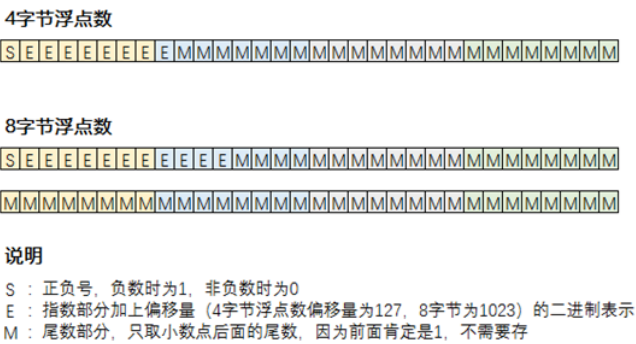 4字节浮点数
SEEEEEEEEMMMMMMMMMMMMMMMMMMMMMMM
8字节浮点数
SEEEEEEEEEEEMMMMMMMMMMMMMMMMMMMM
MMMMMMMMMMMMMMMMMMMMMMMMMMMMMMMM
说明
S ：正负号，负数时为1，非负数时为0
E ：指数部分加上偏移量（4字节浮点数偏移量为127，8字节为1023）的二进制表示
M ：尾数部分，只取小数点后面的尾数，因为前面肯定是1，不需要存